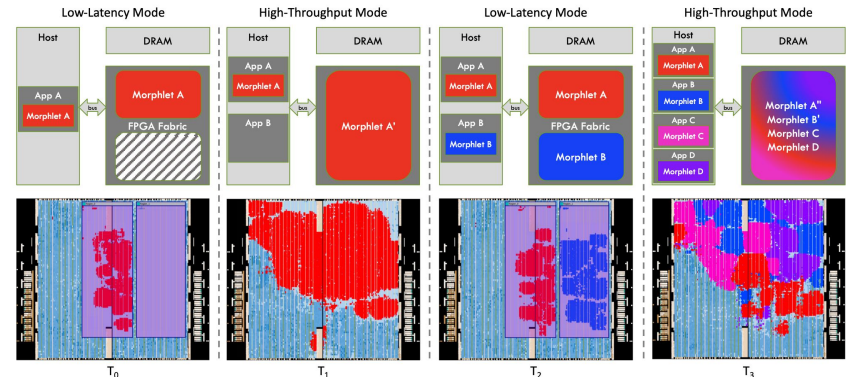 Low-Latency Mode
Host
DRAM
App A
Morphlet A
bus
Morphlet A
FPGA Fabric
T0
High-Throughput Mode
Host
DRAM
App A
Morphlet A
App B
bus
Morphlet A'
T1
Low-Latency Mode
Host
DRAM
App A
Morphlet A
App B
Morphlet B
bus
Morphlet A
FPGA Fabric
Morphlet B
T2
High-Throughput Mode
Host
DRAM
App A
Morphlet A
App B
Morphlet B
App C
Morphlet C
App D
Morphlet D
bus
Morphlet A"
Morphlet B'
Morphlet C
Morphlet D
T3